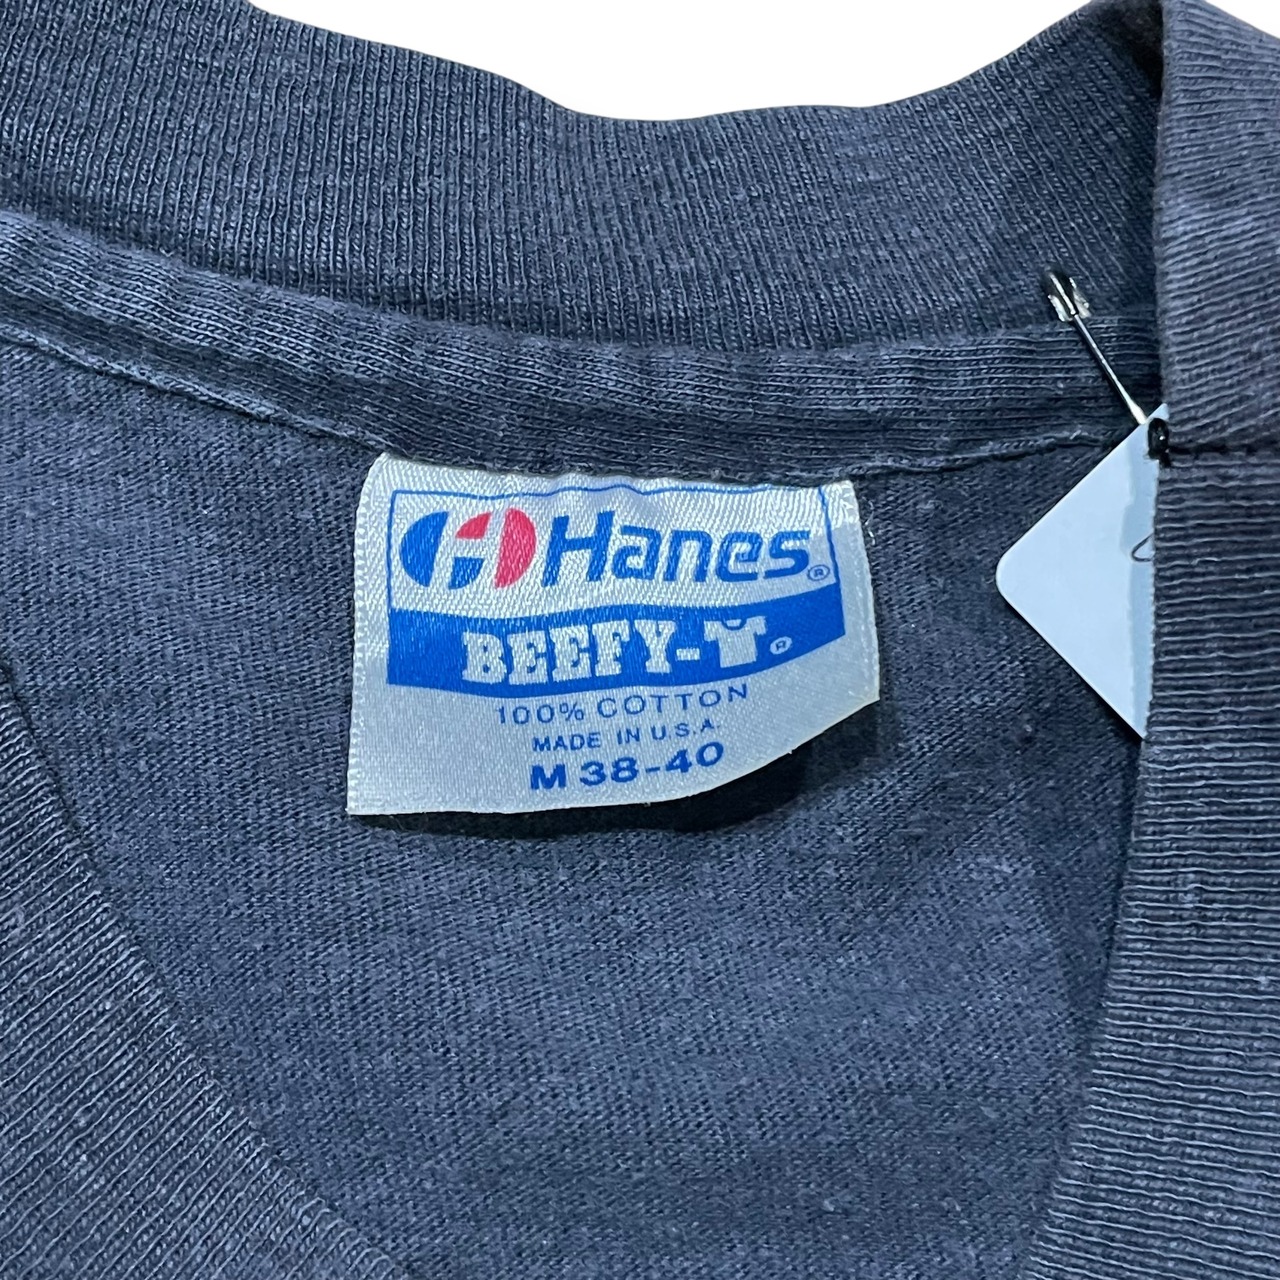 Hanes®
BEEFY-T®
100% COTTON
MADE IN U.S.A.
M 38-40